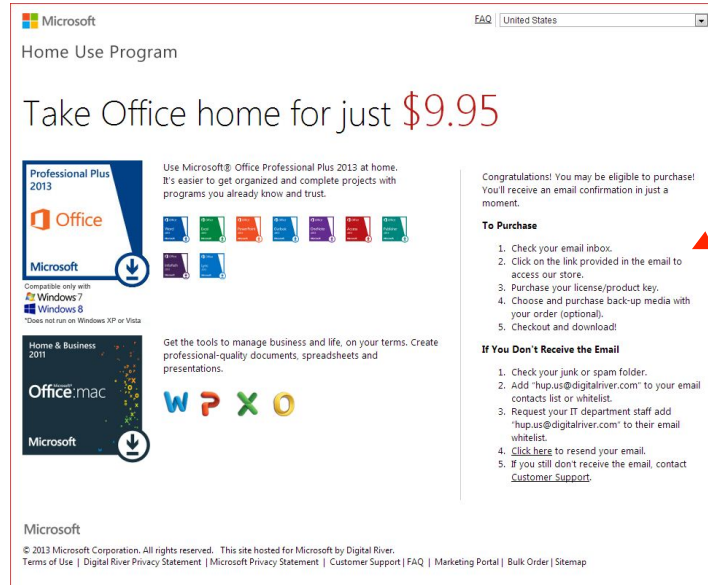 Microsoft
FAQ
United States
Home Use Program
Take Office home for just $9.95
Professional Plus
2013
Office
Microsoft
Compatible only with
Windows 7
Windows 8
*Does not run on Windows XP or Vista
Use Microsoft® Office Professional Plus 2013 at home.
It's easier to get organized and complete projects with
programs you already know and trust.
Home & Business
2011
Office:mac
Microsoft
Get the tools to manage business and life, on your terms. Create
professional-quality documents, spreadsheets and
presentations.
W P X O
Congratulations! You may be eligible to purchase!
You'll receive an email confirmation in just a
moment.
To Purchase
1. Check your email inbox.
2. Click on the link provided in the email to
access our store.
3. Purchase your license/product key.
4. Choose and purchase back-up media with
your order (optional).
5. Checkout and download!
If You Don't Receive the Email
1. Check your junk or spam folder.
2. Add "hup.us@digitalriver.com" to your email
contacts list or whitelist.
3. Request your IT department staff add
"hup.us@digitalriver.com" to their email
whitelist.
4. Click here to resend your email.
5. If you still don't receive the email, contact
Customer Support.
Microsoft
© 2013 Microsoft Corporation. All rights reserved. This site hosted for Microsoft by Digital River.
Terms of Use | Digital River Privacy Statement | Microsoft Privacy Statement | Customer Support | FAQ | Marketing Portal | Bulk Order | Sitemap